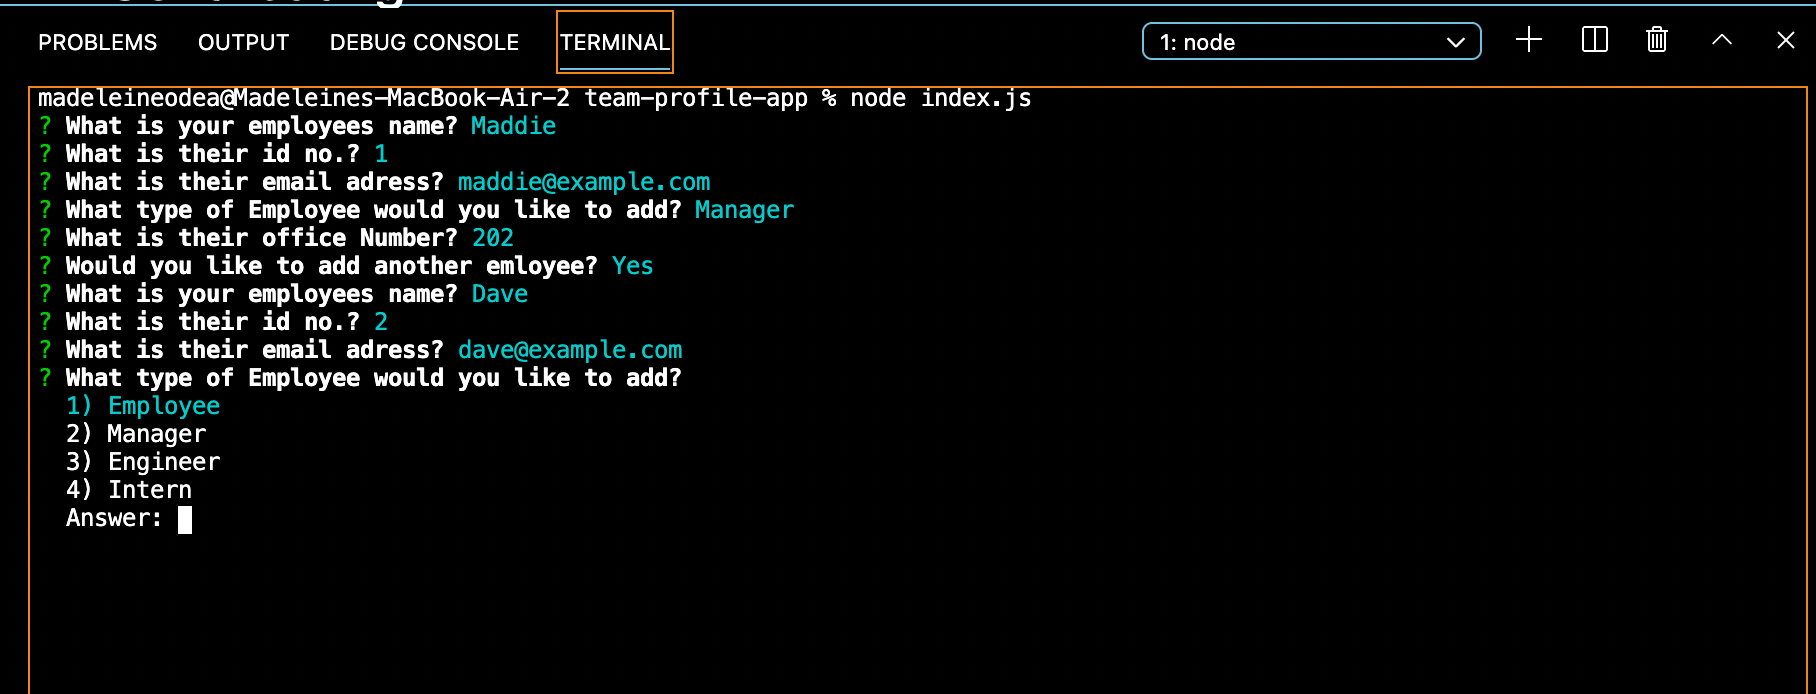 PROBLEMS OUTPUT DEBUG CONSOLE TERMINAL 1: node
madeleineodea@Madeleines-MacBook-Air-2 team-profile-app % node index.js
? What is your employees name? Maddie
? What is their id no.? 1
? What is their email adress? maddie@example.com
? What type of Employee would you like to add? Manager
? What is their office Number? 202
? Would you like to add another emloyee? Yes
? What is your employees name? Dave
? What is their id no.? 2
? What is their email adress? dave@example.com
? What type of Employee would you like to add?
1) Employee
2) Manager
3) Engineer
4) Intern
Answer: